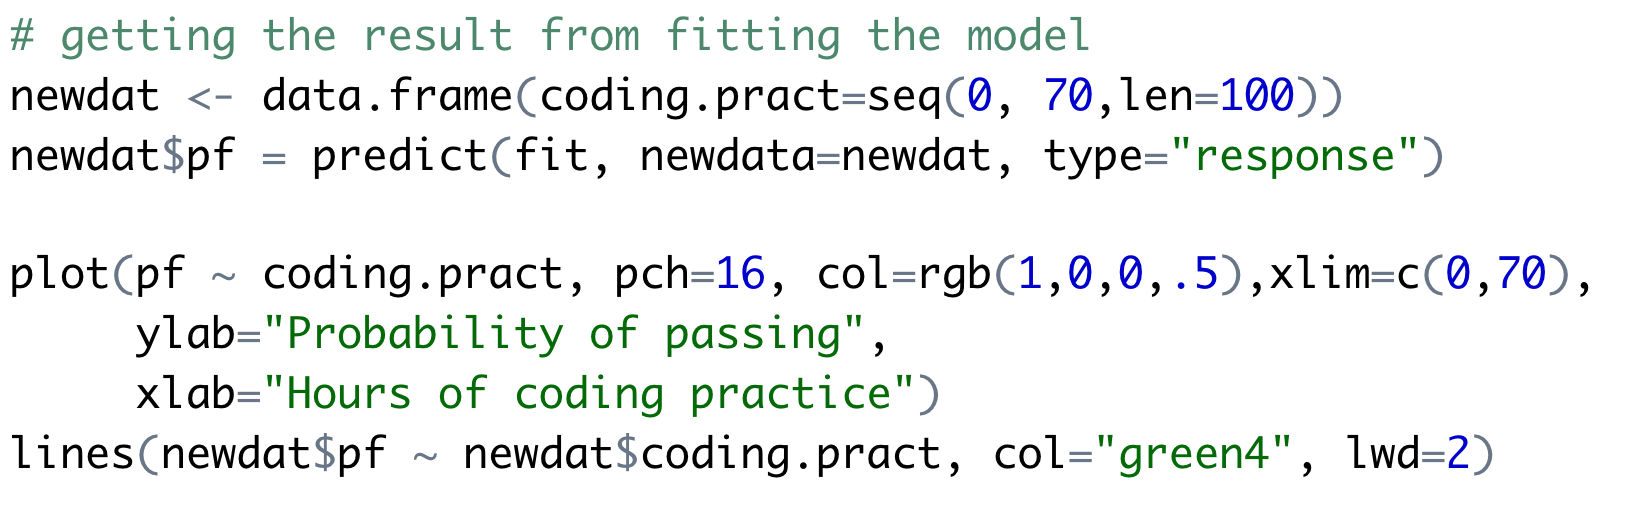 # getting the result from fitting the model
newdat <- data.frame(coding.pract=seq(0, 70,len=100))
newdat$pf = predict(fit, newdata=newdat, type="response")

plot(pf ~ coding.pract, pch=16, col=rgb(1,0,0,.5),xlim=c(0,70),
     ylab="Probability of passing",
     xlab="Hours of coding practice")
lines(newdat$pf ~ newdat$coding.pract, col="green4", lwd=2)